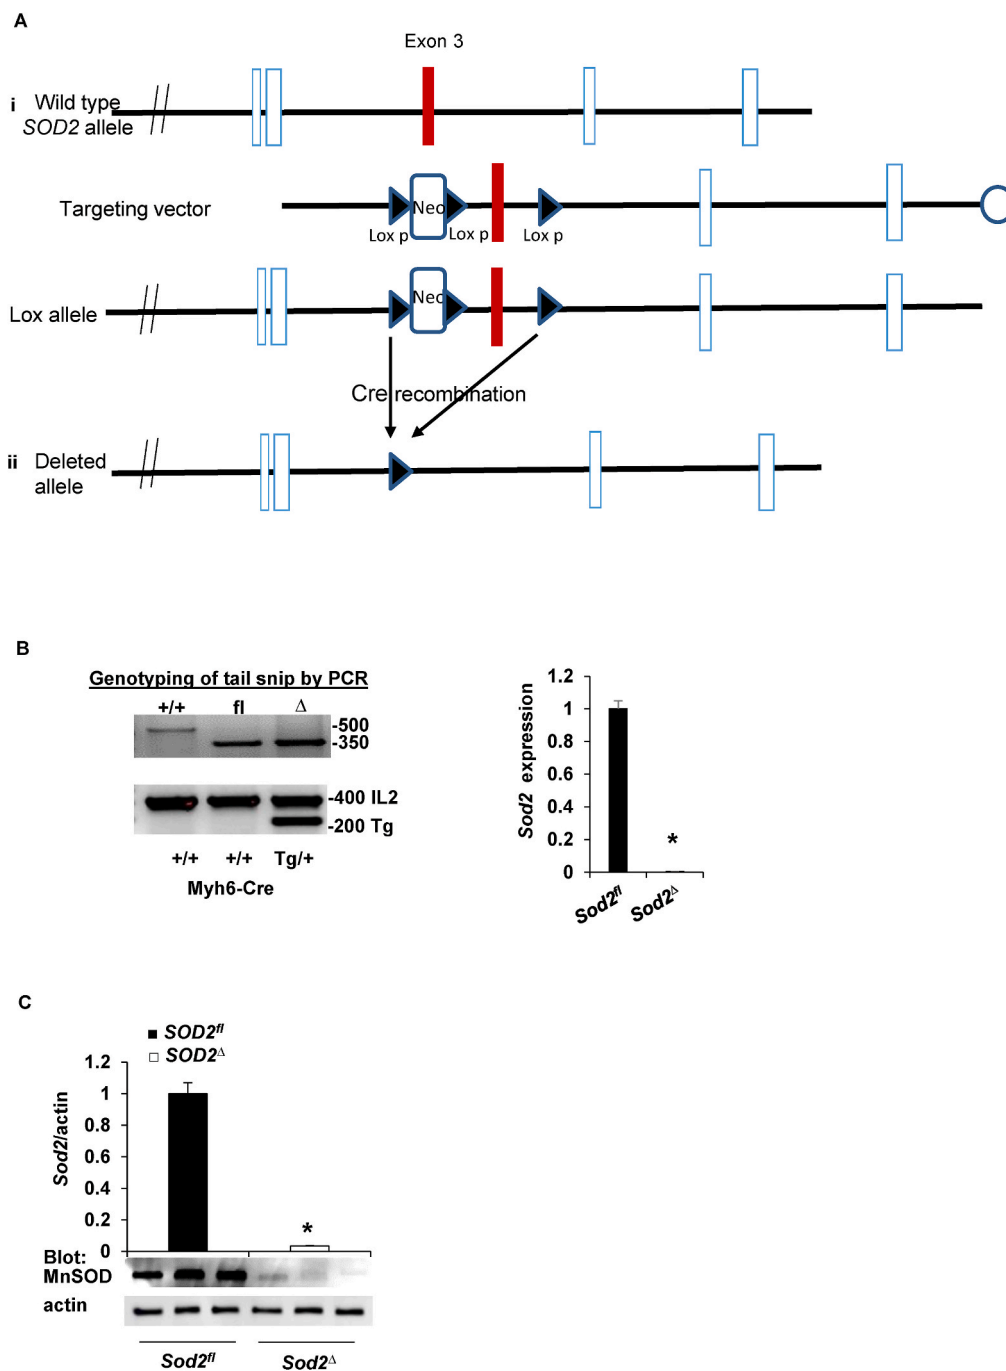 A
Exon 3
i Wild type
SOD2 allele
Targeting vector
Neo
Lox p Lox p Lox p
Lox allele
Neo
Cre recombination
ii Deleted
allele
B
Genotyping of tail snip by PCR
+/+ fl Δ
-500
-350
-400 IL2
-200 Tg
+/+ +/+ Tg/+
Myh6-Cre
Sod2 expression
1.2
1
0.8
0.6
0.4
0.2
0
*
Sod2fl Sod2Δ
C
SOD2fl
SOD2Δ
Sod2/actin
1.2
1
0.8
0.6
0.4
0.2
0
*
Blot:
MnSOD
actin
Sod2fl Sod2Δ